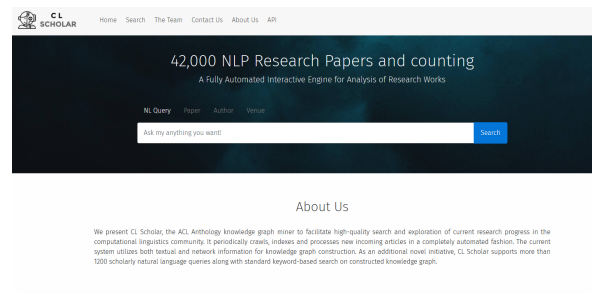 CL
SCHOLAR
Home Search The Team Contact Us About Us API
42,000 NLP Research Papers and counting
A Fully Automated Interactive Engine for Analysis of Research Works
NL Query Paper Author Venue
Ask my anything you want!
Search
About Us
We present CL Scholar, the ACL Anthology knowledge graph miner to facilitate high-quality search and exploration of current research progress in the
computational linguistics community. It periodically crawls, indexes and processes new incoming articles in a completely automated fashion. The current
system utilizes both textual and network information for knowledge graph construction. As an additional novel initiative, CL Scholar supports more than
1200 scholarly natural language queries along with standard keyword-based search on constructed knowledge graph.